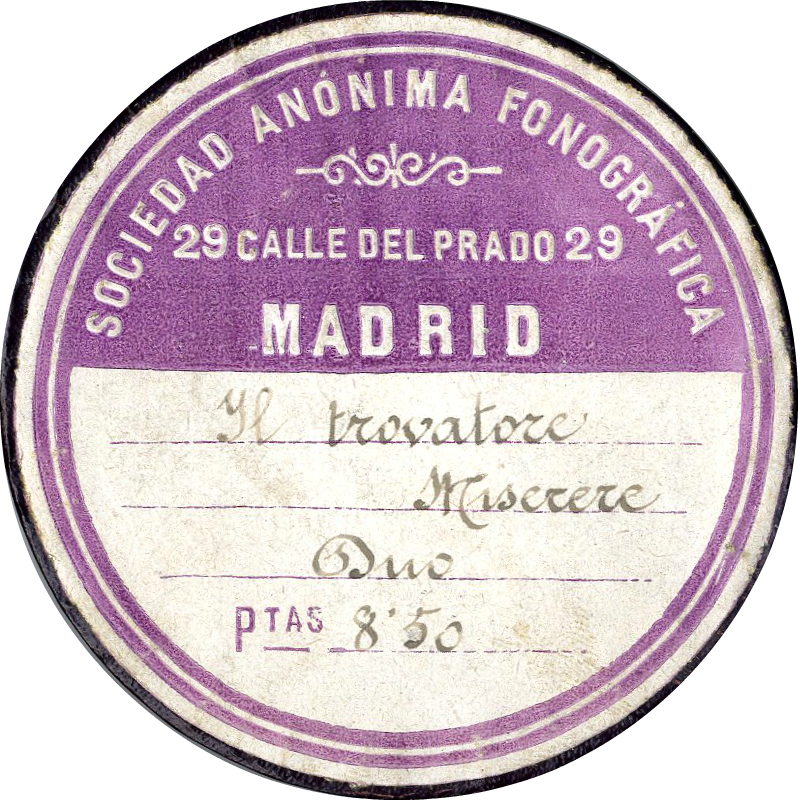 SOCIEDAD ANÓNIMA FONOGRÁFICA
29 CALLE DEL PRADO 29
MADRID
Il trovatore
Miserere
Duo
PTAS 8'50